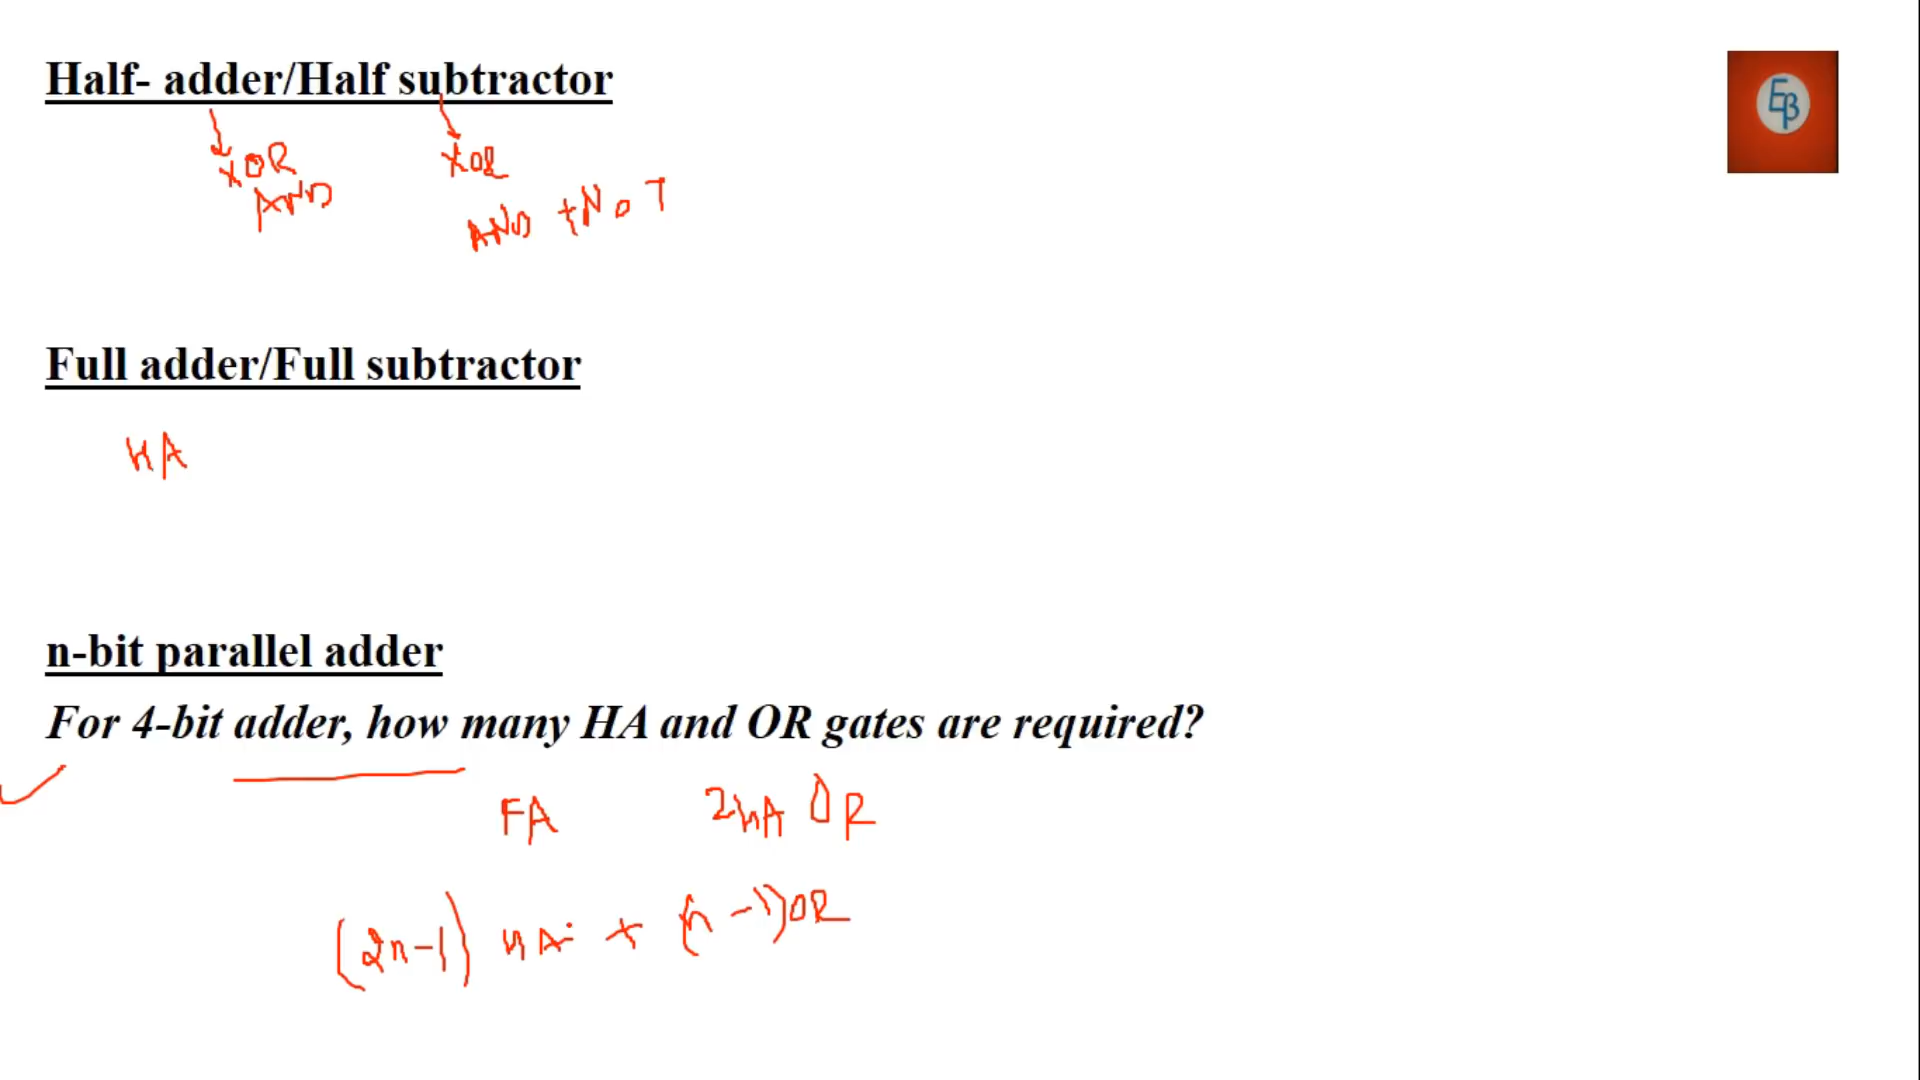 Half- adder/Half subtractor
XOR XOR
AND AND + NOT
Full adder/Full subtractor
HA
n-bit parallel adder
For 4-bit adder, how many HA and OR gates are required?
FA 2HA OR
(2n-1) HA + (n-1)OR
Eβ